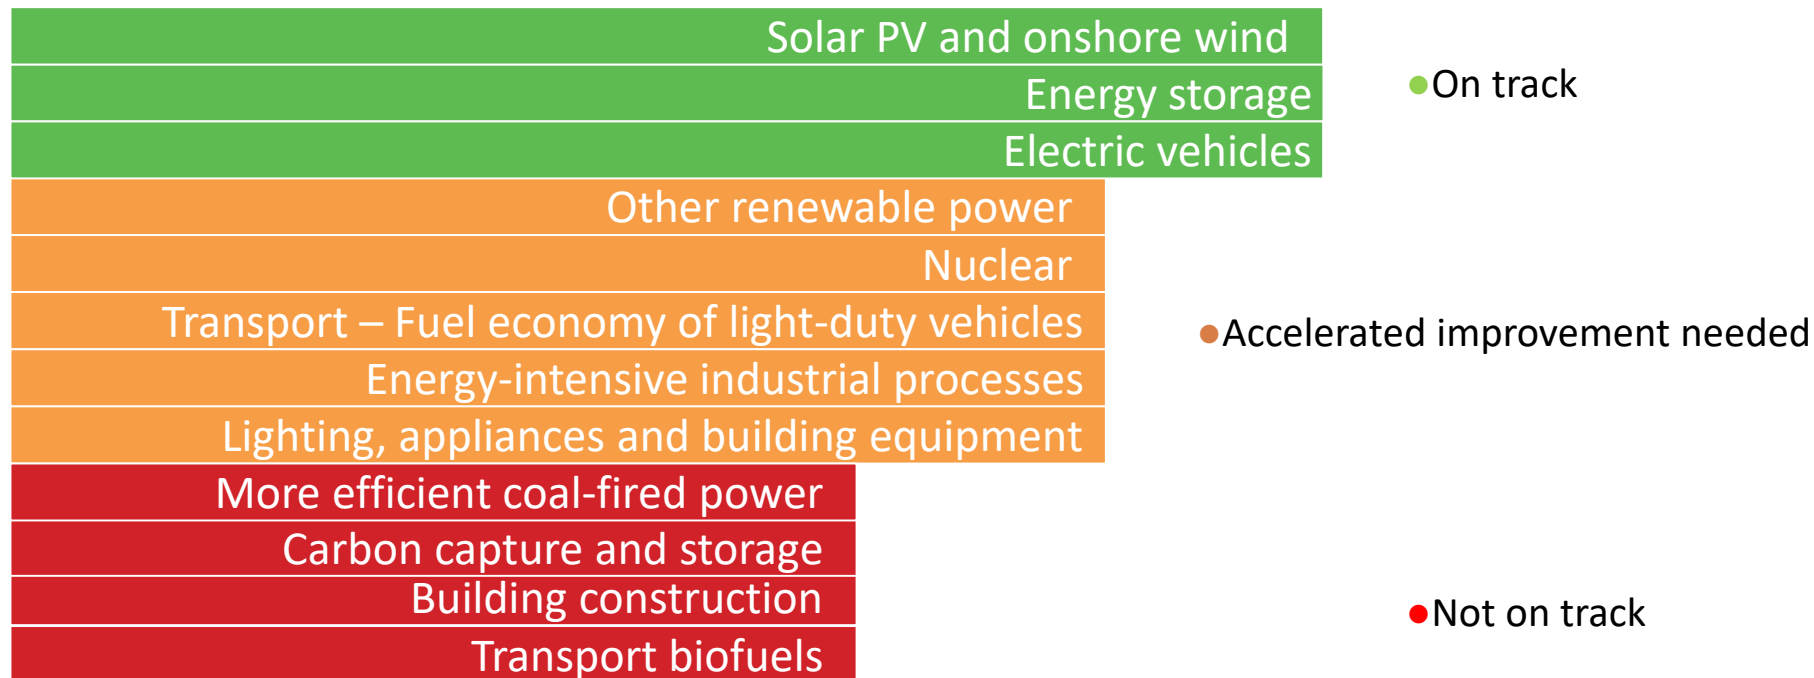 Solar PV and onshore wind
Energy storage
Electric vehicles
Other renewable power
Nuclear
Transport – Fuel economy of light-duty vehicles
Energy-intensive industrial processes
Lighting, appliances and building equipment
More efficient coal-fired power
Carbon capture and storage
Building construction
Transport biofuels
•On track
•Accelerated improvement needed
•Not on track